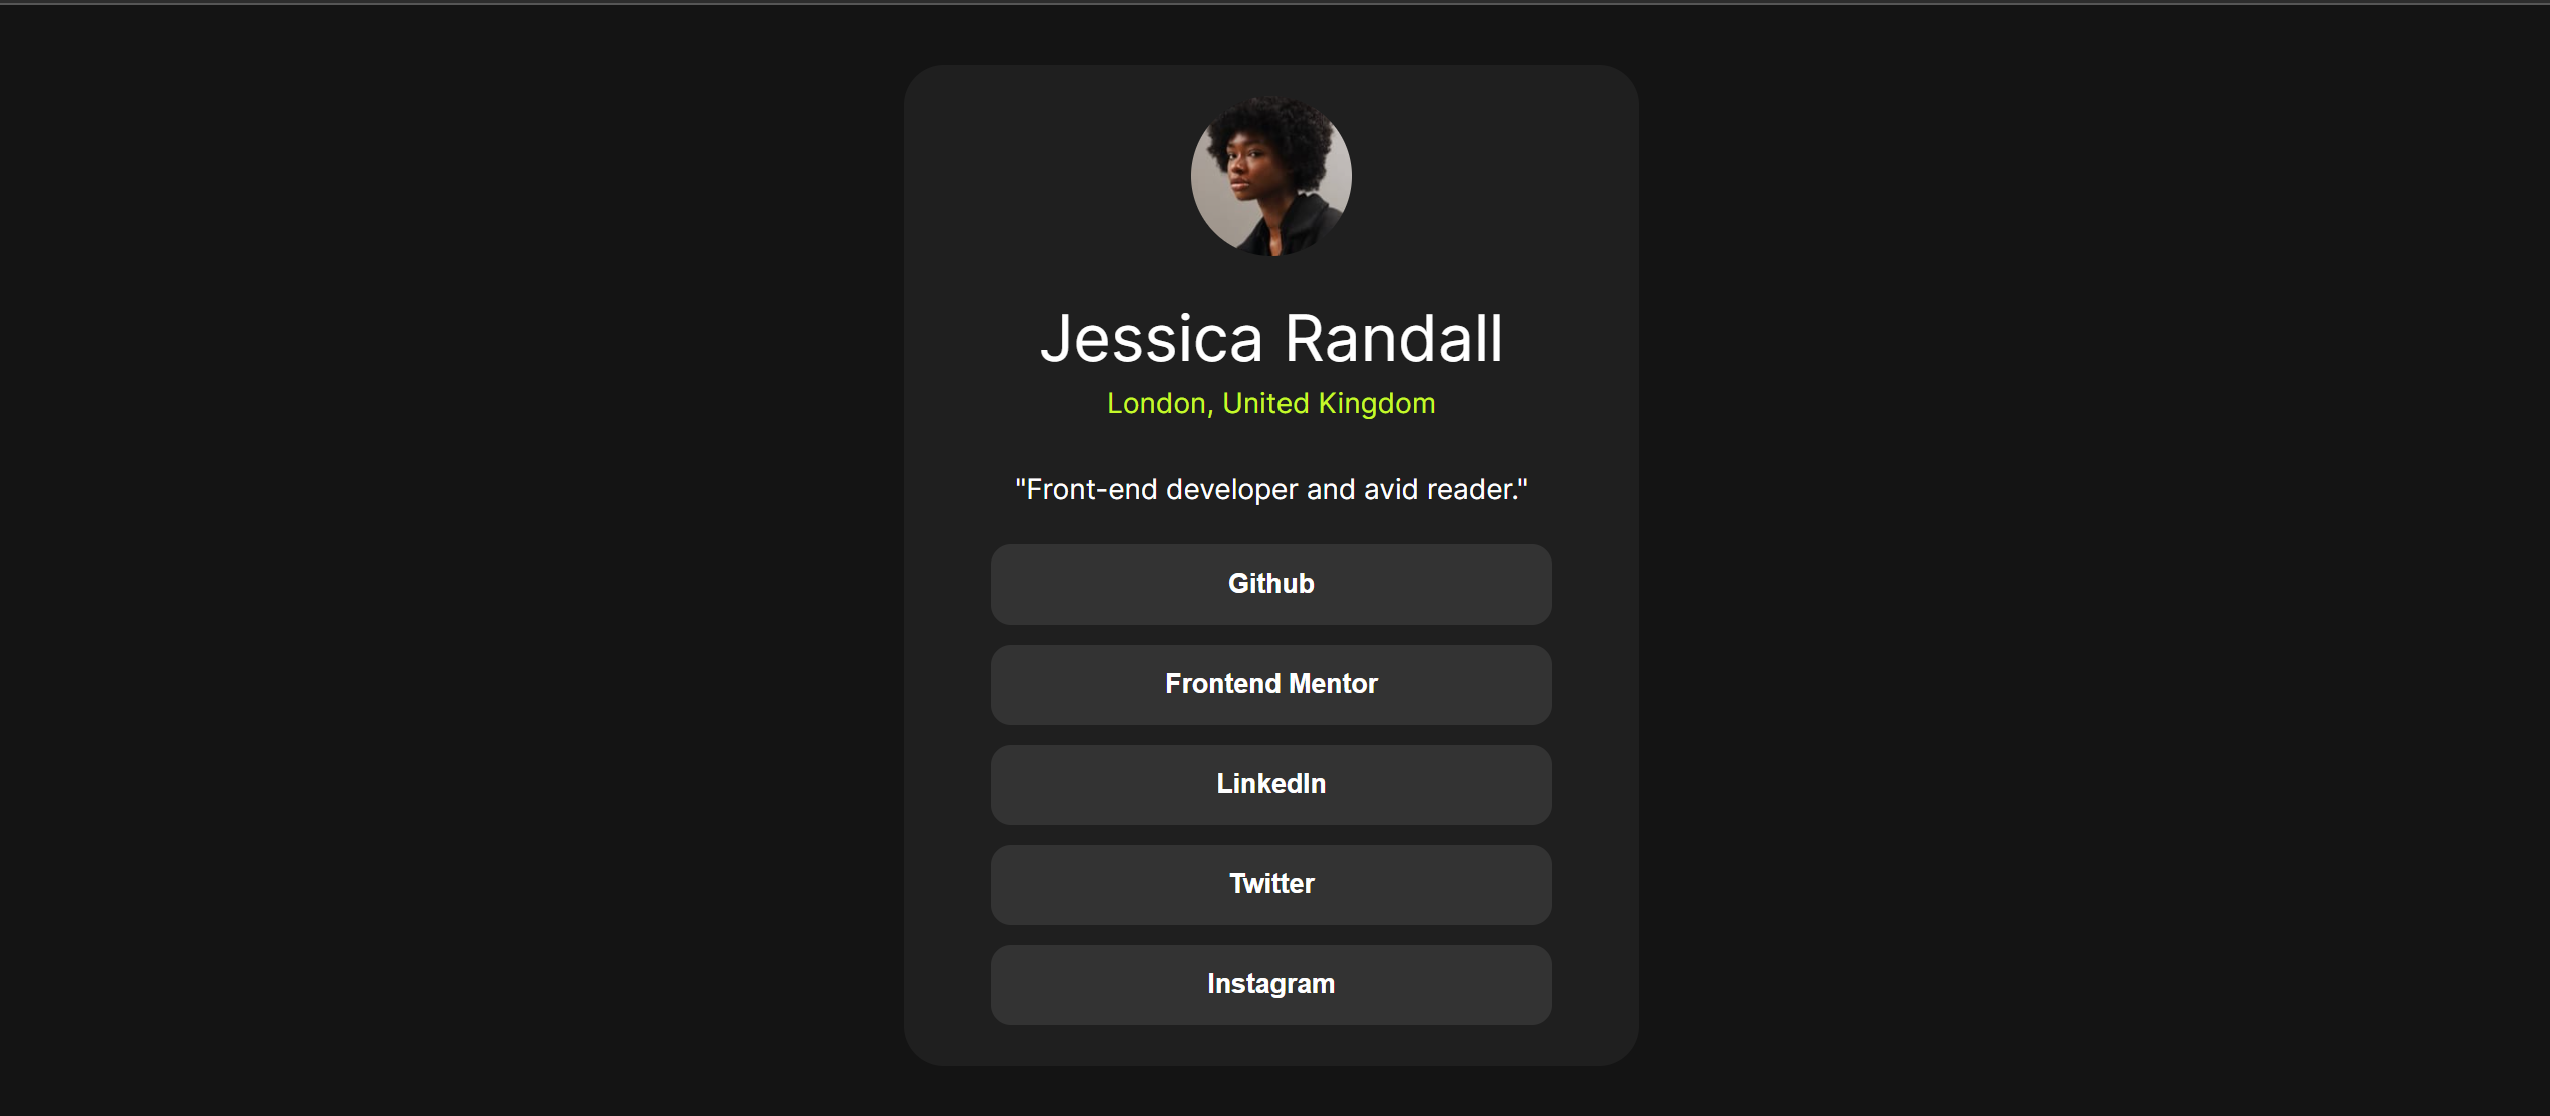 Jessica Randall
London, United Kingdom
"Front-end developer and avid reader."
Github
Frontend Mentor
LinkedIn
Twitter
Instagram